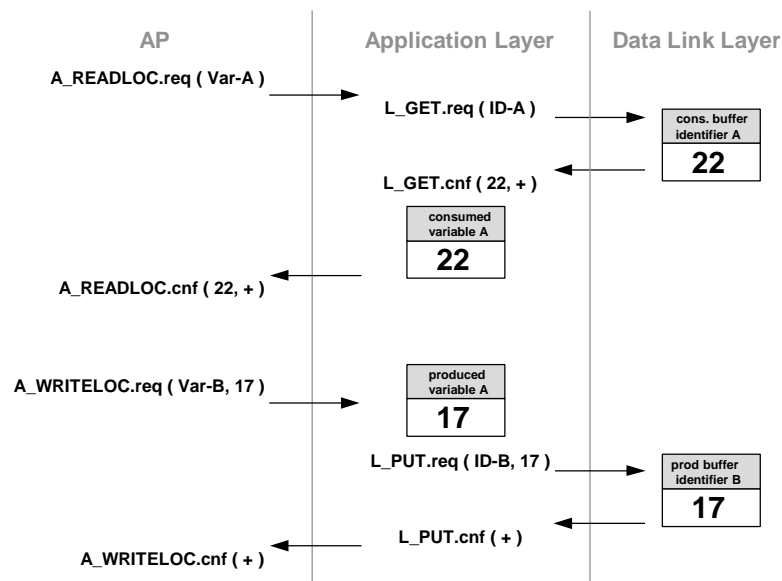 AP
Application Layer
Data Link Layer
A_READLOC.req ( Var-A )
L_GET.req ( ID-A )
cons. buffer
identifier A
22
L_GET.cnf ( 22, + )
consumed
variable A
22
A_READLOC.cnf ( 22, + )
A_WRITELOC.req ( Var-B, 17 )
produced
variable A
17
L_PUT.req ( ID-B, 17 )
prod buffer
identifier B
17
L_PUT.cnf ( + )
A_WRITELOC.cnf ( + )